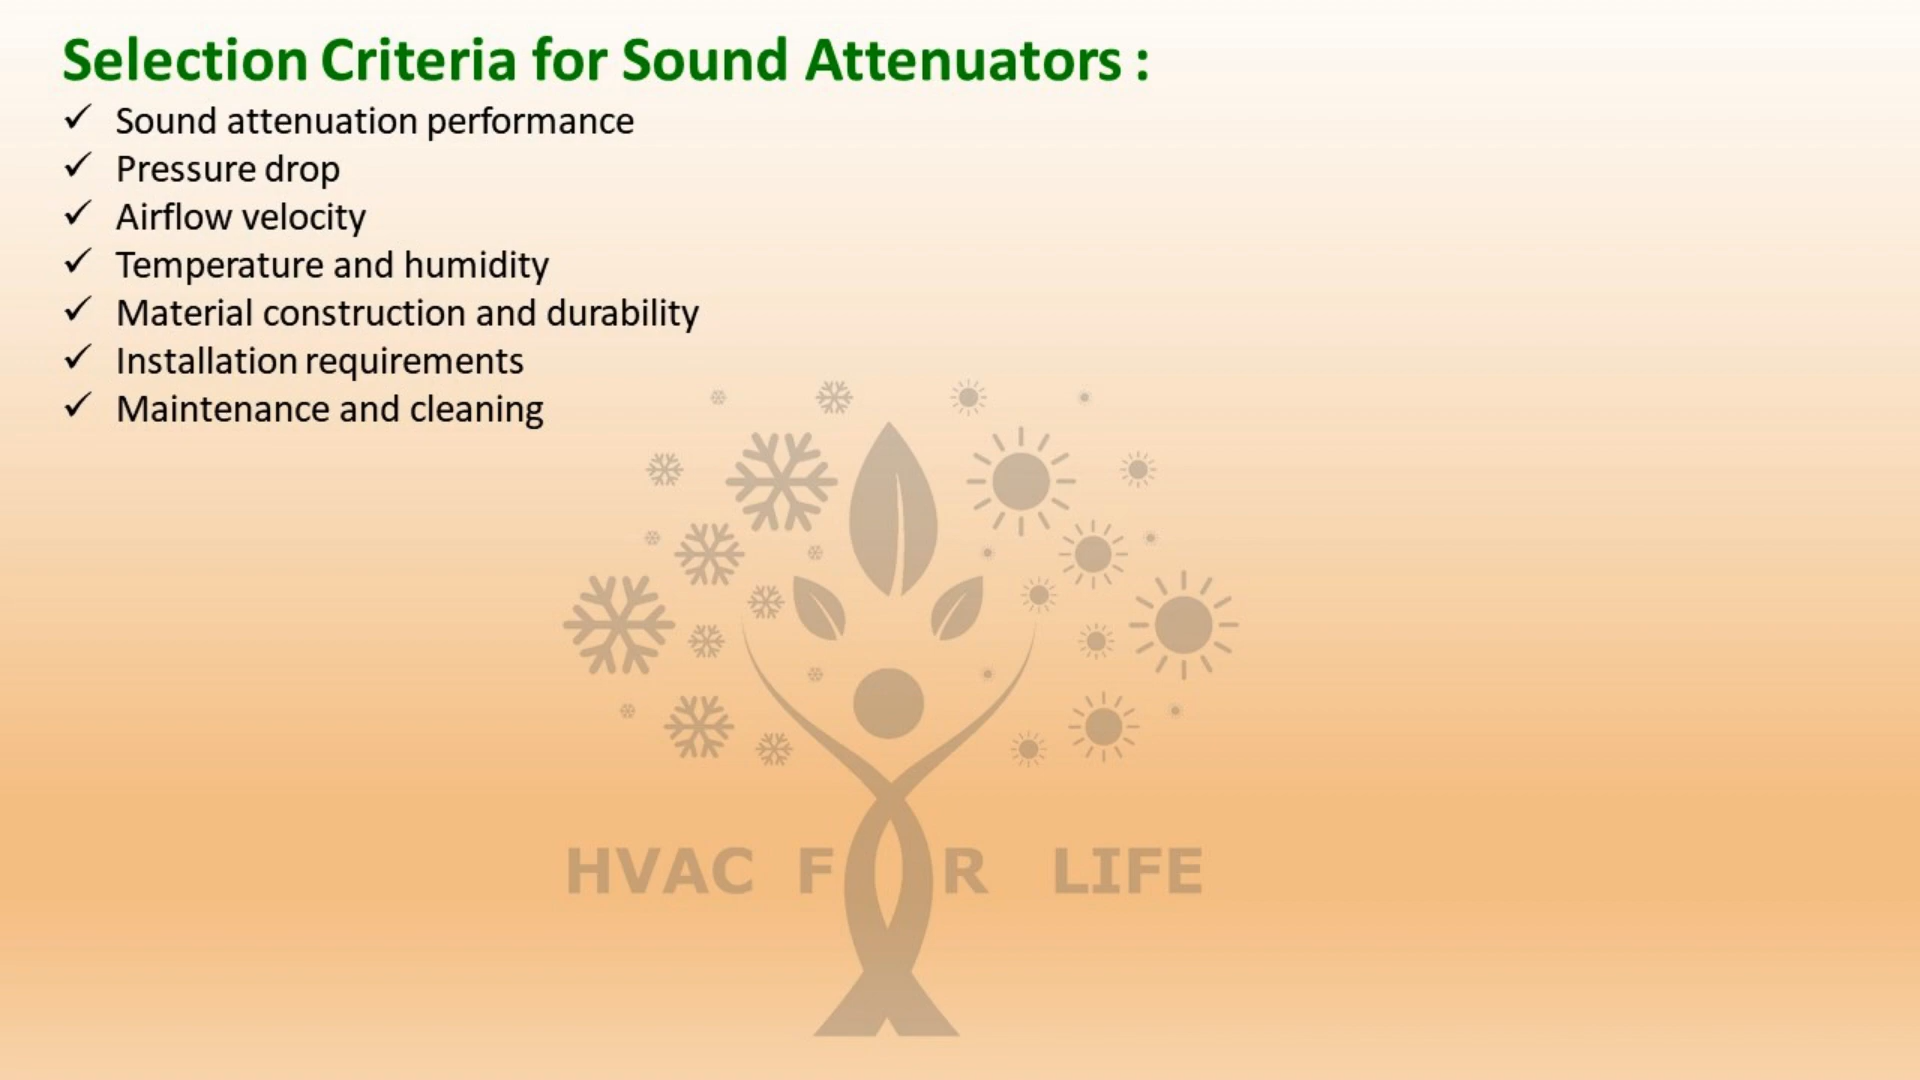 Selection Criteria for Sound Attenuators :
✓ Sound attenuation performance
✓ Pressure drop
✓ Airflow velocity
✓ Temperature and humidity
✓ Material construction and durability
✓ Installation requirements
✓ Maintenance and cleaning
HVAC FOR LIFE